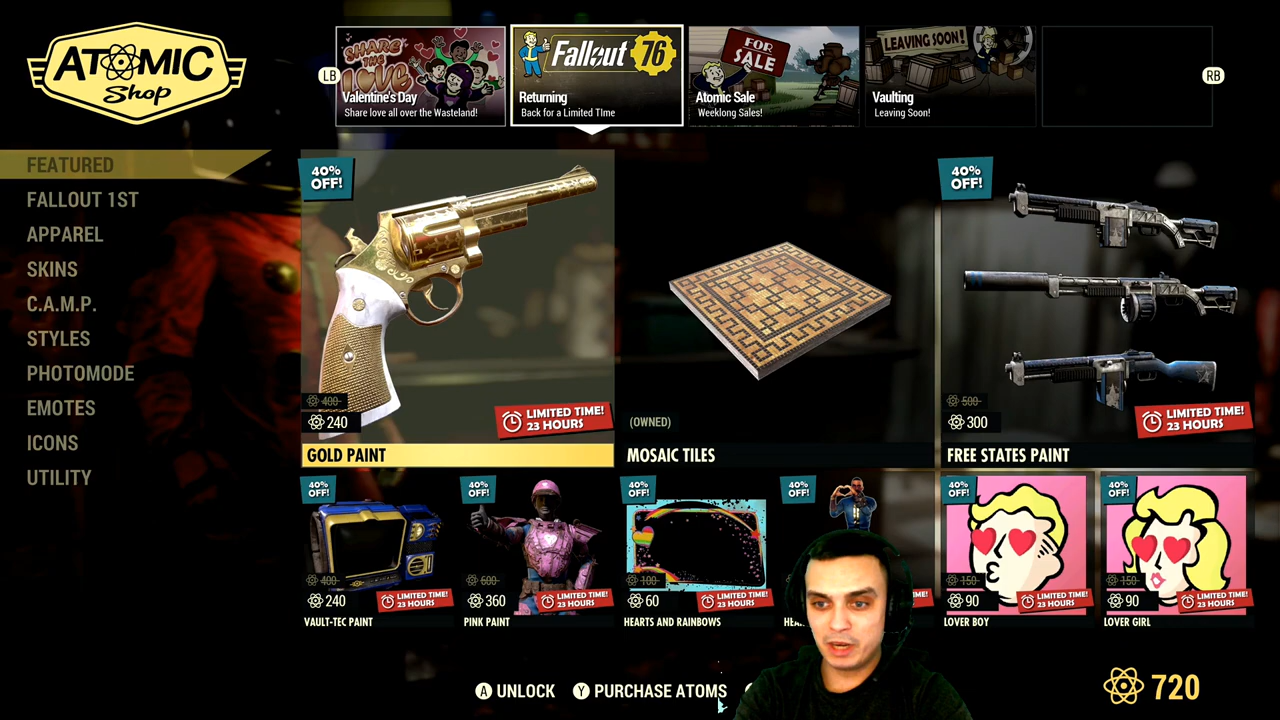 ATOMIC
Shop
LB
SHARE
THE
LOVE
Valentine's Day
Share love all over the Wasteland!
Fallout 76
Returning
Back for a Limited Time
FOR
SALE
Atomic Sale
Weeklong Sales!
LEAVING SOON!
Vaulting
Leaving Soon!
RB
FEATURED
FALLOUT 1ST
APPAREL
SKINS
C.A.M.P.
STYLES
PHOTOMODE
EMOTES
ICONS
UTILITY
40%
OFF!
400
240
LIMITED TIME!
23 HOURS
GOLD PAINT
(OWNED)
MOSAIC TILES
40%
OFF!
500
300
LIMITED TIME!
23 HOURS
FREE STATES PAINT
40%
OFF!
400
240
LIMITED TIME!
23 HOURS
VAULT-TEC PAINT
40%
OFF!
600
360
LIMITED TIME!
23 HOURS
PINK PAINT
40%
OFF!
100
60
LIMITED TIME!
23 HOURS
HEARTS AND RAINBOWS
40%
OFF!
40%
OFF!
150
90
LIMITED TIME!
23 HOURS
LOVER BOY
40%
OFF!
150
90
LIMITED TIME!
23 HOURS
LOVER GIRL
A UNLOCK
Y PURCHASE ATOMS
720